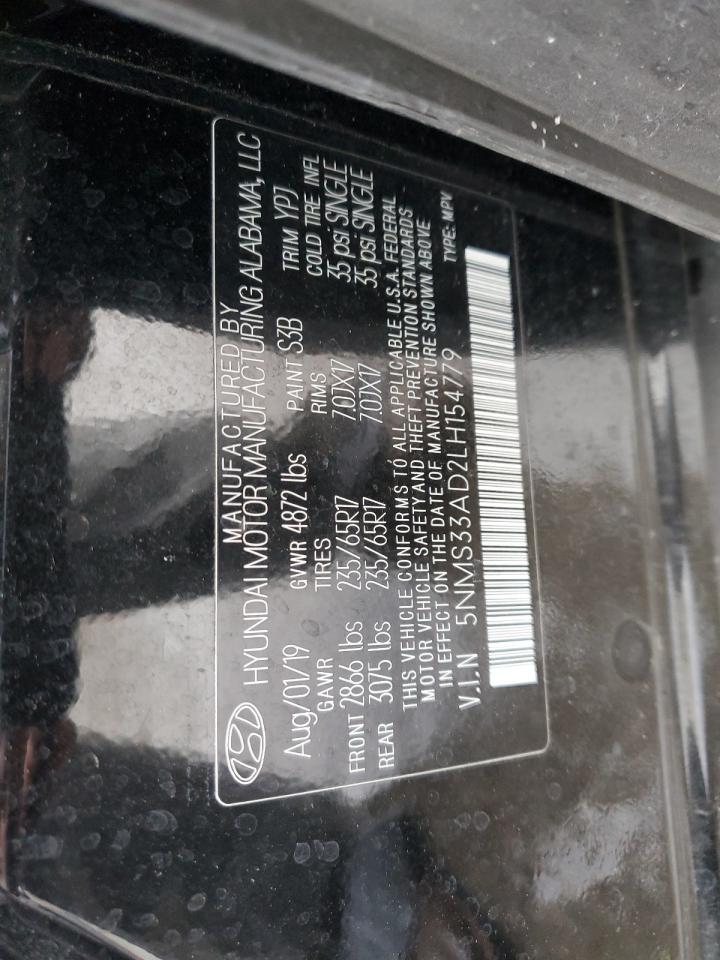 MANUFACTURED BY
HYUNDAI MOTOR MANUFACTURING ALABAMA, LLC
Aug/01/19 GVWR 4872 lbs PAINT S3B TRIM YPJ
GAWR TIRES RIMS COLD TIRE INFL
FRONT 2866 lbs 235/65R17 7.0JX17 35 psi SINGLE
REAR 3075 lbs 235/65R17 7.0JX17 35 psi SINGLE
THIS VEHICLE CONFORMS TO ALL APPLICABLE U.S.A. FEDERAL
MOTOR VEHICLE SAFETY AND THEFT PREVENTION STANDARDS
IN EFFECT ON THE DATE OF MANUFACTURE SHOWN ABOVE
V.I.N 5NMS33AD2LH154779 TYPE: MPV